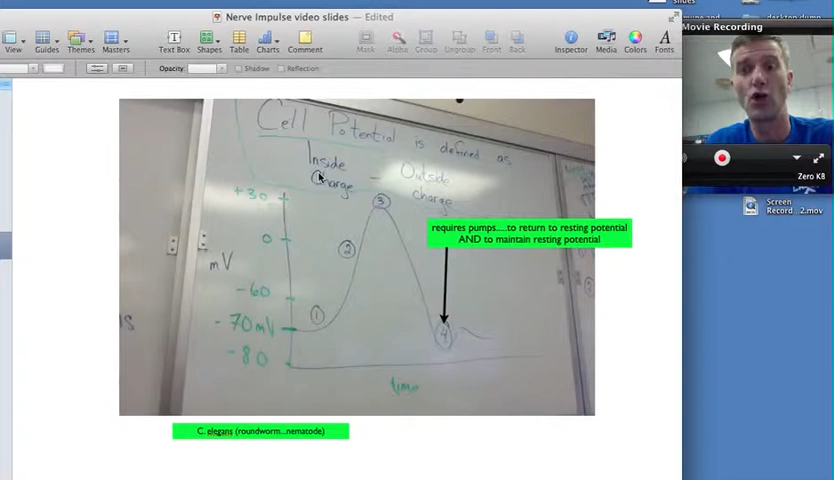 slides
Nerve Impulse video slides — Edited
View
Guides
Themes
Masters
Text Box
Shapes
Table
Charts
Comment
Mask
Alpha
Group
Ungroup
Front
Back
Inspector
Media
Colors
Fonts
Opacity:
Shadow
Reflection
Movie Recording
Zero KB
Screen
Record 2.mov
Cell Potential is defined as
Inside Charge - Outside charge
+30
3
requires pumps.....to return to resting potential
AND to maintain resting potential
0
2
mV
-60
1
-70mV
4
-80
time
C. elegans (roundworm...nematode)